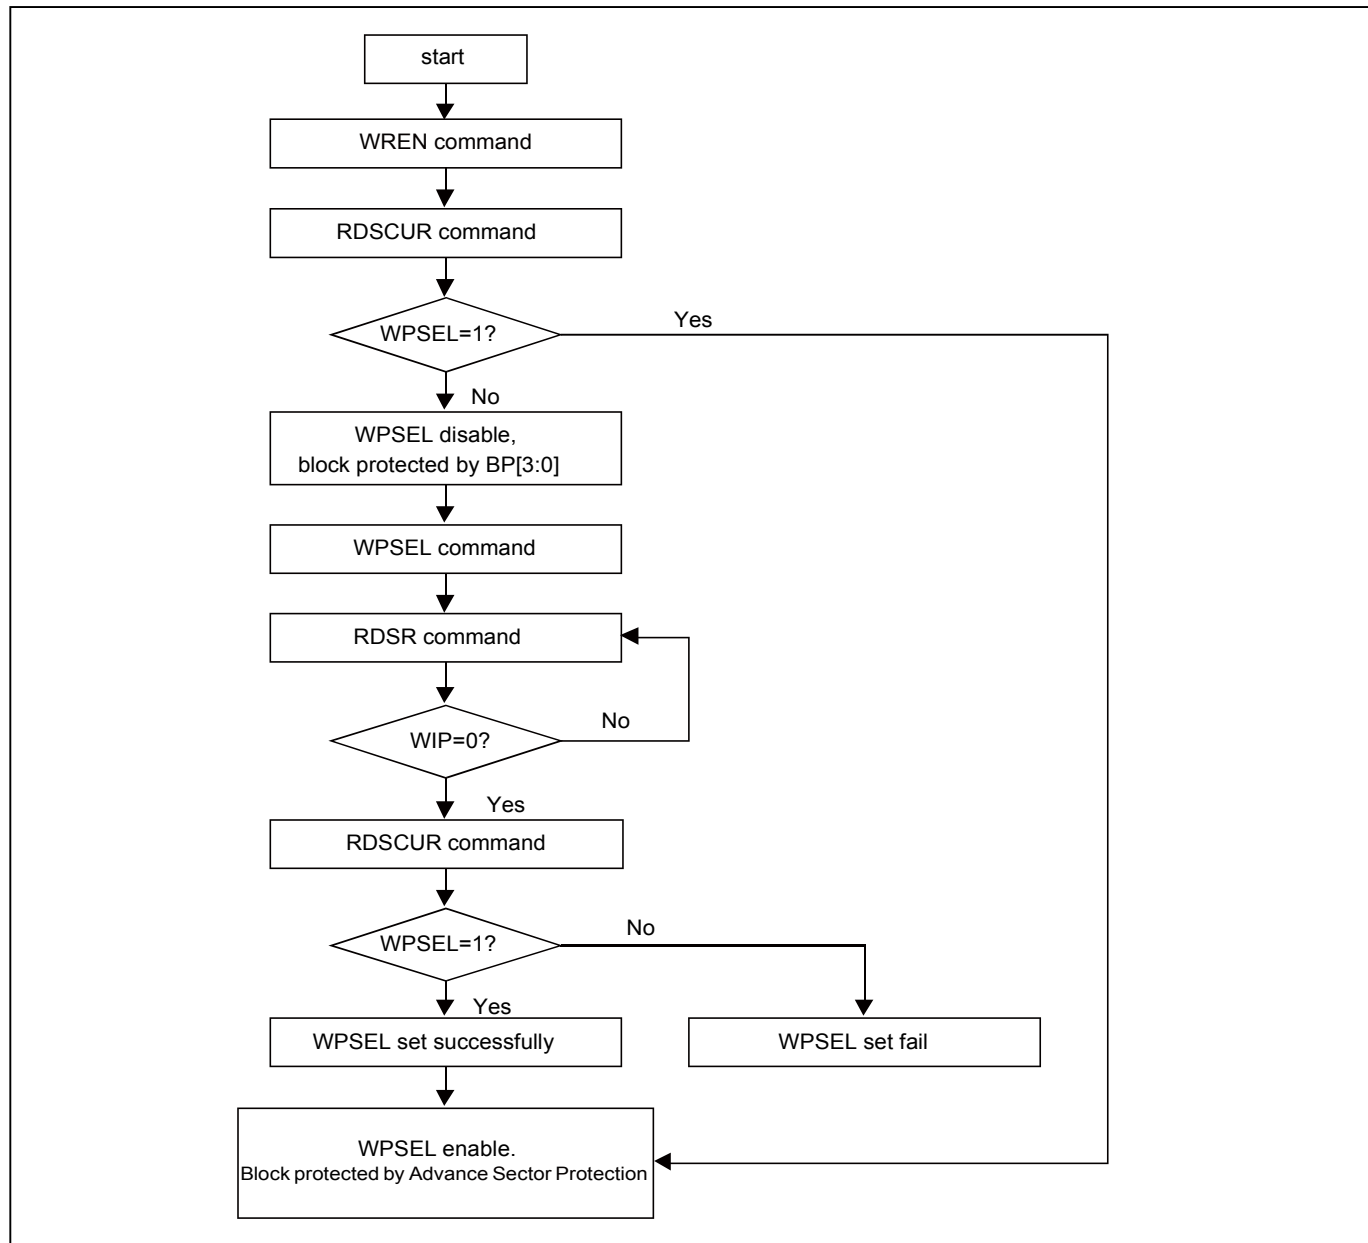 start
WREN command
RDSCUR command
WPSEL=1?
Yes
No
WPSEL disable,
block protected by BP[3:0]
WPSEL command
RDSR command
WIP=0?
No
Yes
RDSCUR command
WPSEL=1?
No
Yes
WPSEL set successfully
WPSEL set fail
WPSEL enable.
Block protected by Advance Sector Protection